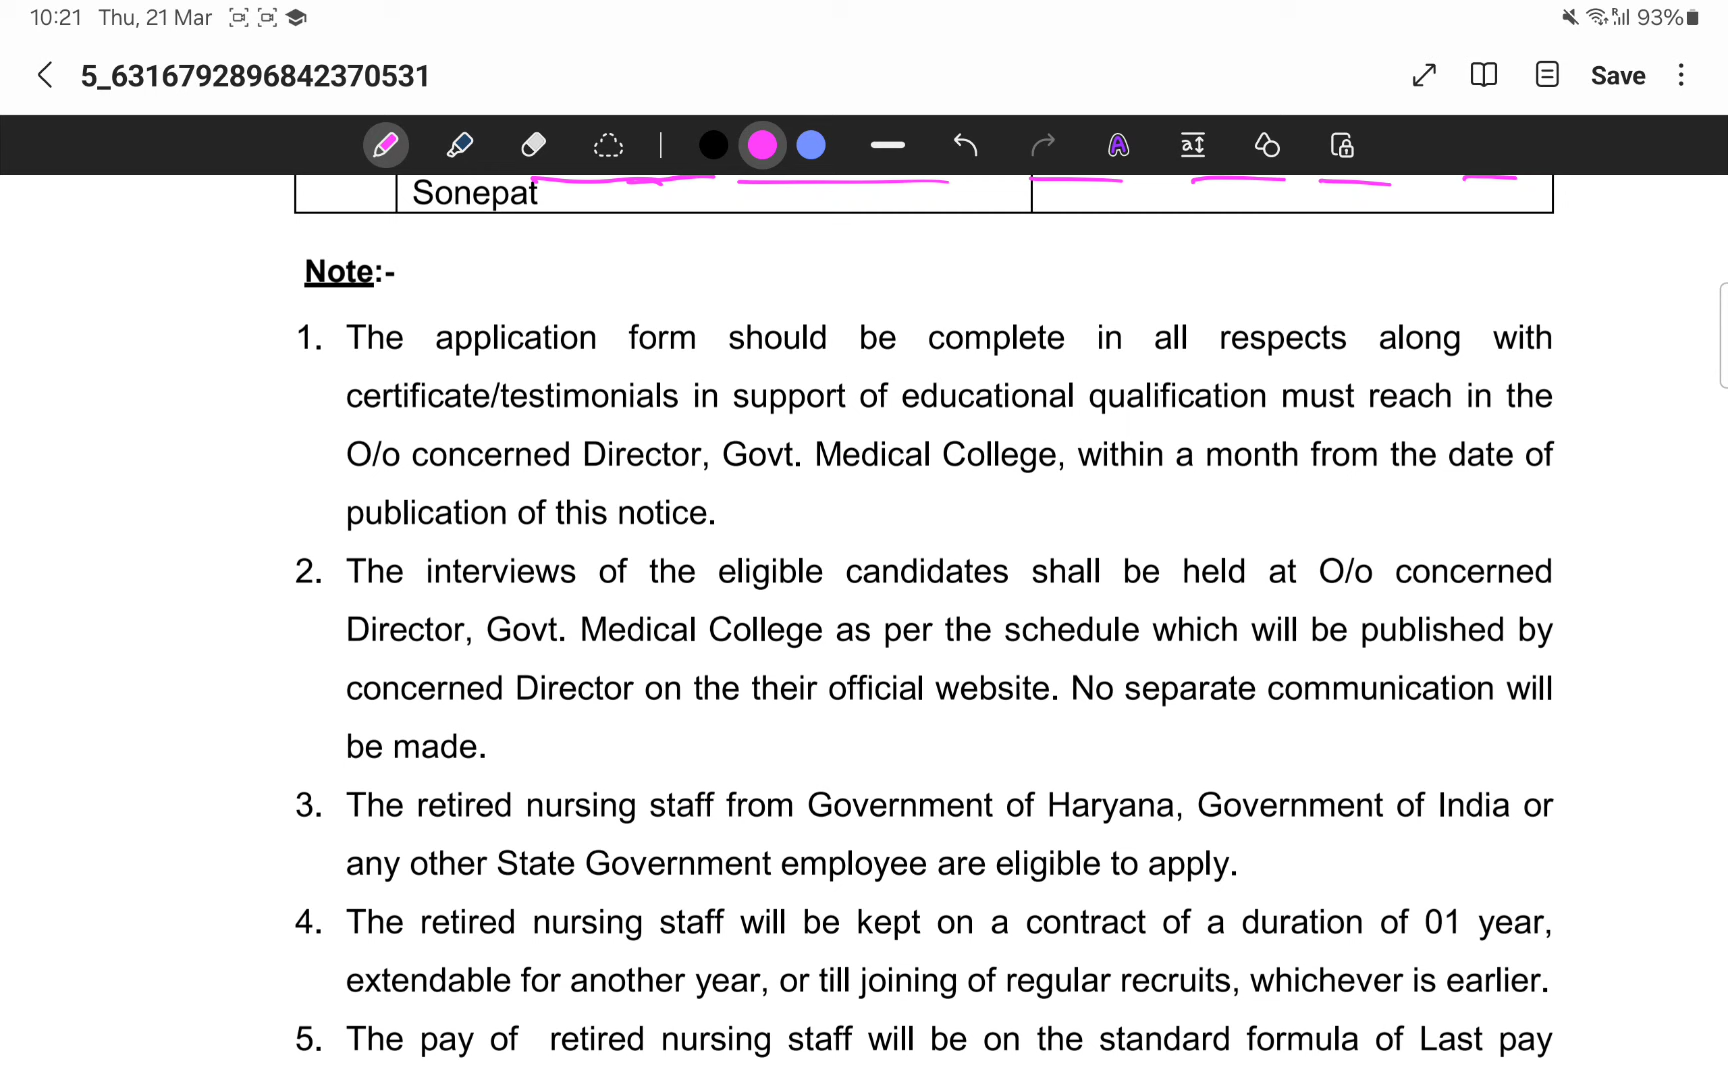 10:21 Thu, 21 Mar
93%
5_6316792896842370531
Save
Sonepat
Note:-
1. The application form should be complete in all respects along with
certificate/testimonials in support of educational qualification must reach in the
O/o concerned Director, Govt. Medical College, within a month from the date of
publication of this notice.
2. The interviews of the eligible candidates shall be held at O/o concerned
Director, Govt. Medical College as per the schedule which will be published by
concerned Director on the their official website. No separate communication will
be made.
3. The retired nursing staff from Government of Haryana, Government of India or
any other State Government employee are eligible to apply.
4. The retired nursing staff will be kept on a contract of a duration of 01 year,
extendable for another year, or till joining of regular recruits, whichever is earlier.
5. The pay of retired nursing staff will be on the standard formula of Last pay